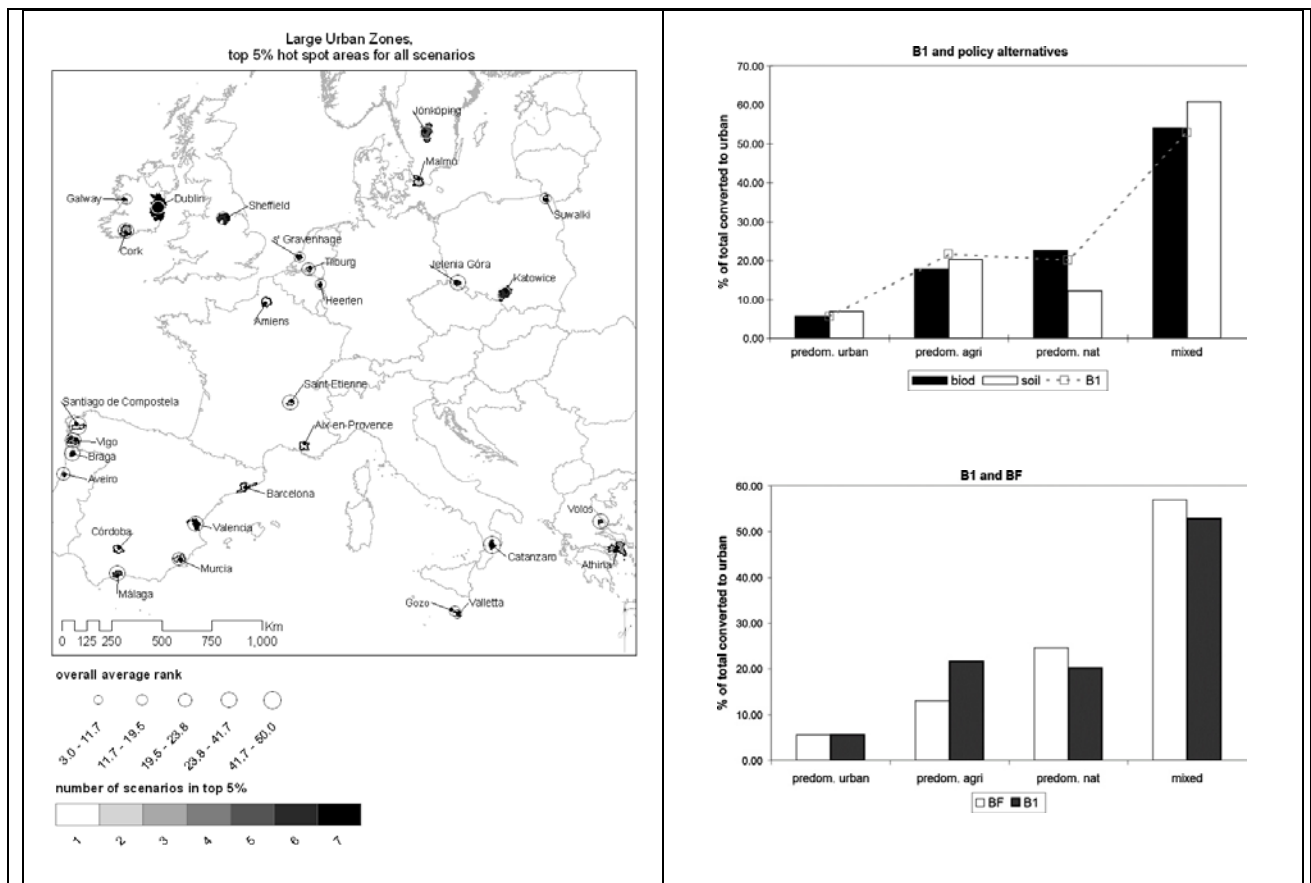 Large Urban Zones,
top 5% hot spot areas for all scenarios
Jönköping
Malmö
Galway
Dublin
Sheffield
Suwalki
Cork
s' Gravenhage
Tilburg
Jelenia Góra
Katowice
Heerlen
Amiens
Saint-Etienne
Santiago de Compostela
Aix-en-Provence
Vigo
Braga
Aveiro
Barcelona
Volos
Córdoba
Valencia
Catanzaro
Athina
Murcia
Málaga
Gozo
Valletta
Km
0 125 250 500 750 1,000
overall average rank
3.0 - 11.7
11.7 - 19.5
19.5 - 23.8
23.8 - 41.7
41.7 - 50.0
number of scenarios in top 5%
1 2 3 4 5 6 7
B1 and policy alternatives
% of total converted to urban
70.00
60.00
50.00
40.00
30.00
20.00
10.00
0.00
predom. urban predom. agri predom. nat mixed
biod soil B1
B1 and BF
% of total converted to urban
60.00
50.00
40.00
30.00
20.00
10.00
0.00
predom. urban predom. agri predom. nat mixed
BF B1